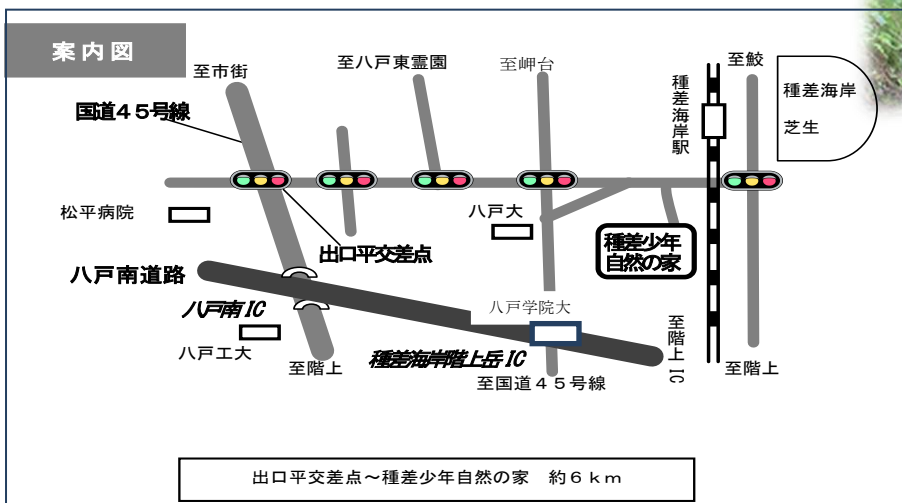 案内図
至市街
至八戸東霊園
至岬台
至鮫
国道４５号線
種差海岸駅
種差海岸
芝生
松平病院
八戸大
出口平交差点
種差少年
自然の家
八戸南道路
八戸南IC
八戸学院大
八戸工大
至階上
種差海岸階上岳IC
至階上IC
至国道４５号線
至階上
出口平交差点～種差少年自然の家　約６ｋｍ